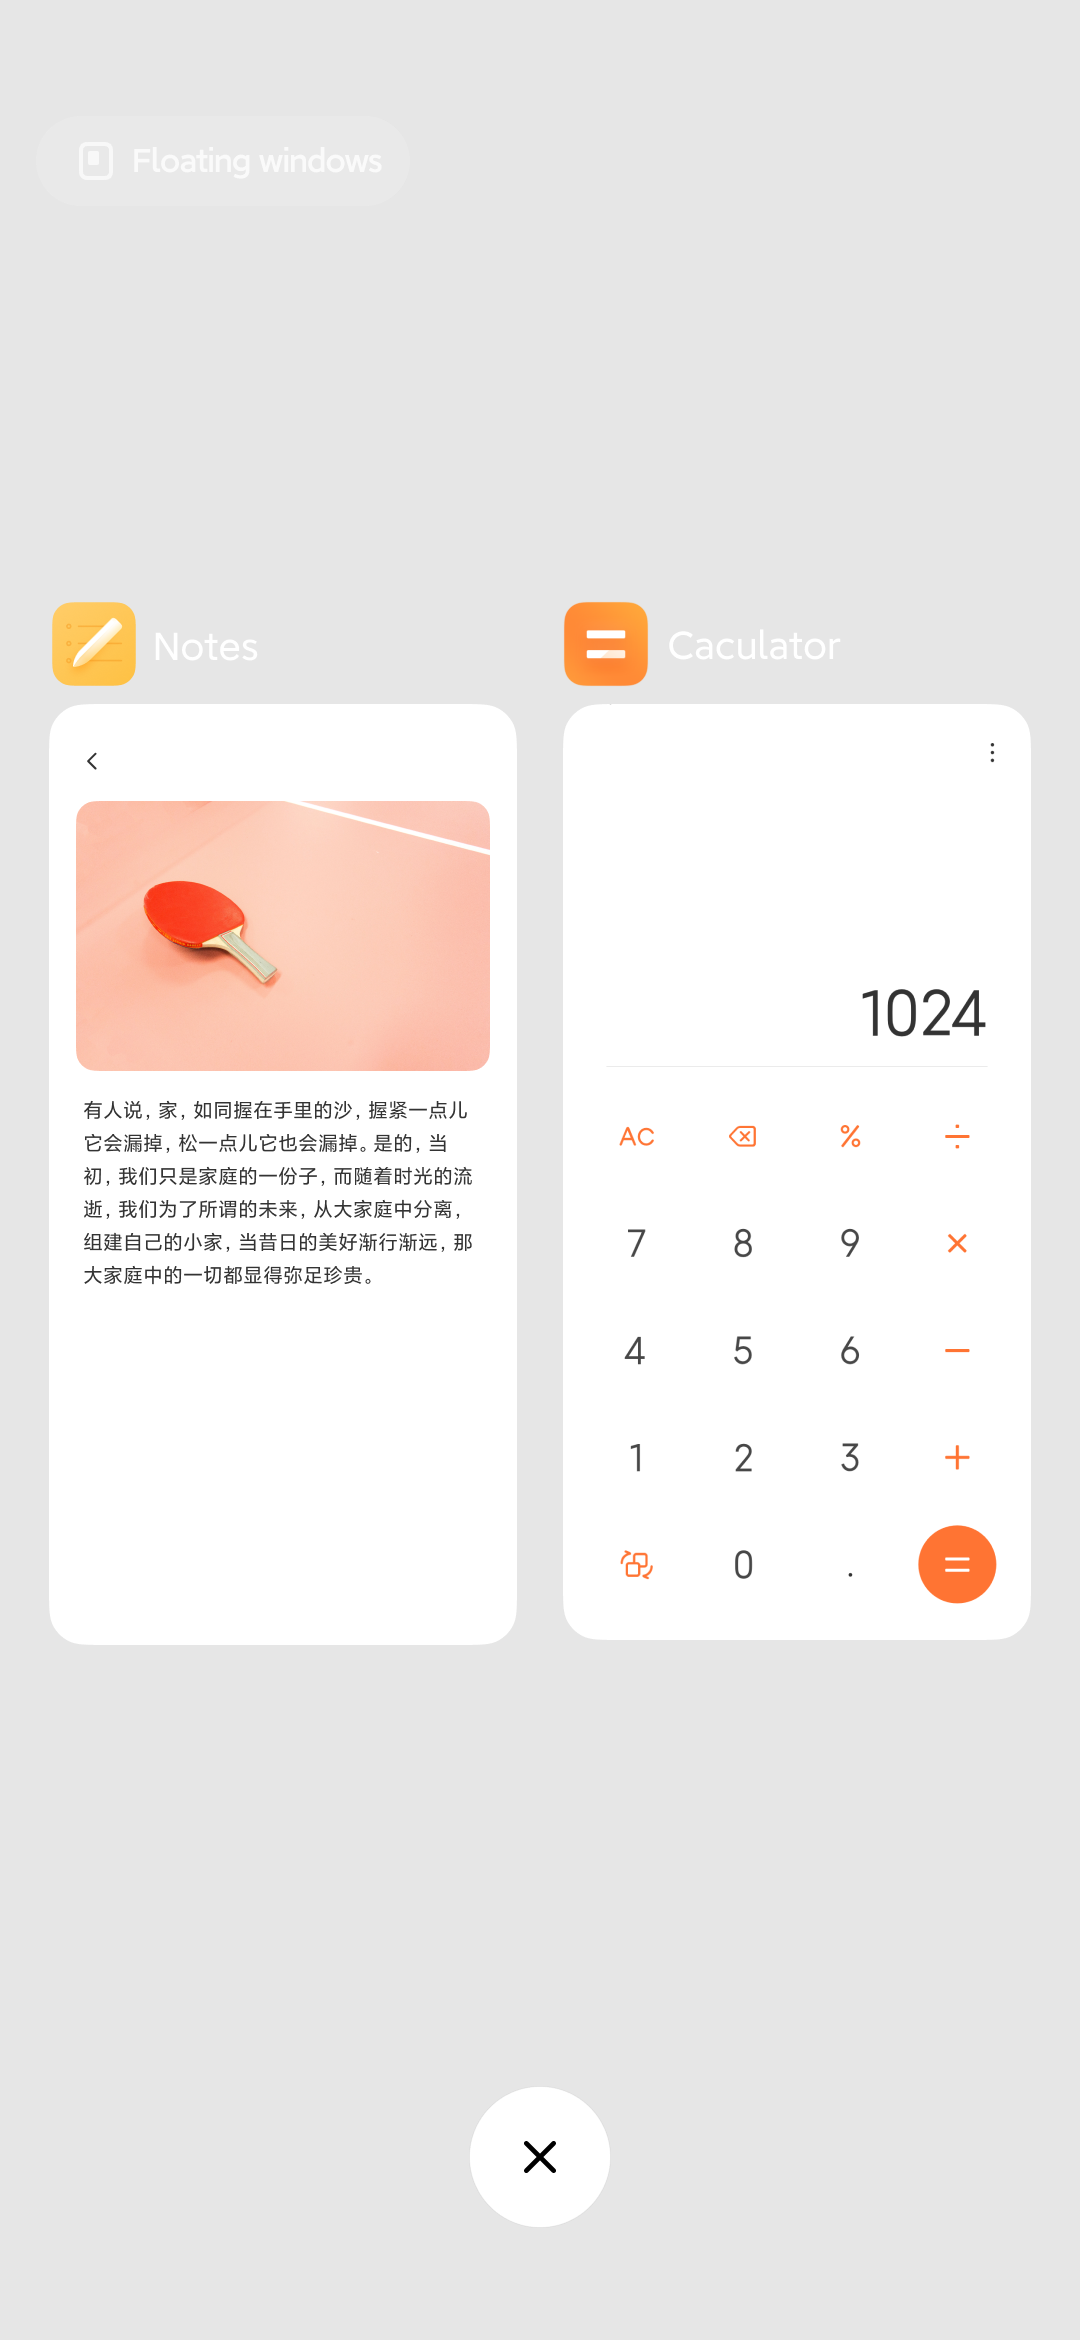 Floating windows
Notes
Caculator
有人说，家，如同握在手里的沙，握紧一点儿
它会漏掉，松一点儿它也会漏掉。是的，当
初，我们只是家庭的一份子，而随着时光的流
逝，我们为了所谓的未来，从大家庭中分离，
组建自己的小家，当昔日的美好渐行渐远，那
大家庭中的一切都显得弥足珍贵。
1024
AC % ÷
7 8 9 ×
4 5 6 −
1 2 3 +
0 . =